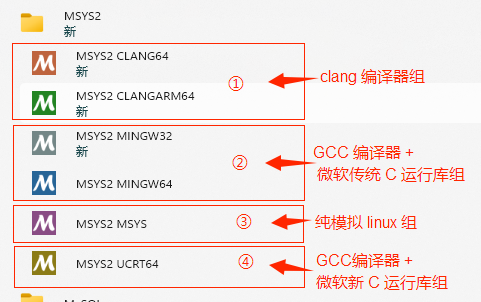 MSYS2
新
MSYS2 CLANG64
新
①
clang 编译器组
MSYS2 CLANGARM64
MSYS2 MINGW32
新
②
GCC 编译器 +
微软传统 C 运行库组
MSYS2 MINGW64
MSYS2 MSYS
③
纯模拟 linux 组
MSYS2 UCRT64
④
GCC编译器 +
微软新 C 运行库组